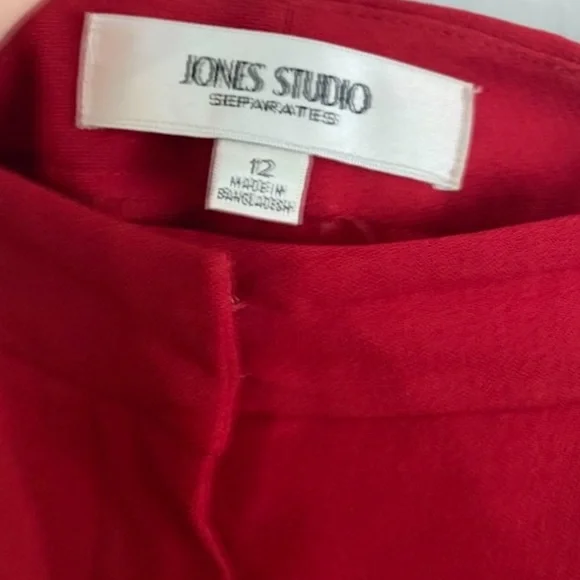 JONES STUDIO
SEPARATES
12
MADE IN
BANGLADESH